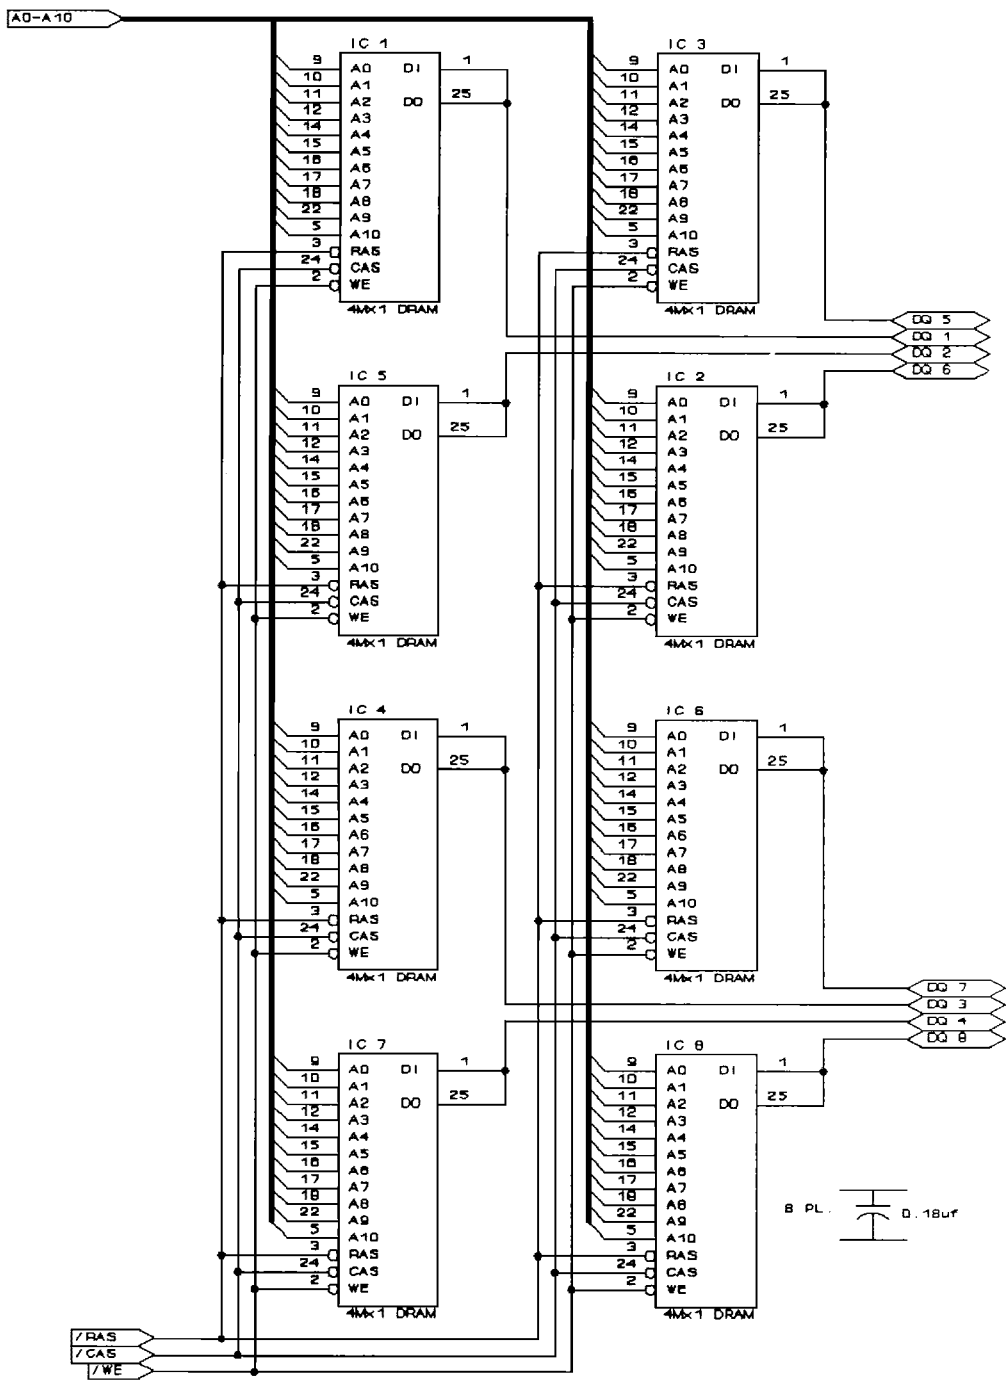 A0-A10
IC 1
9 A0 DI 1
10 A1
11 A2 DO 25
12 A3
14 A4
15 A5
16 A6
17 A7
18 A8
22 A9
5 A10
3 RAS
24 CAS
2 WE
4MX1 DRAM
IC 3
9 A0 DI 1
10 A1
11 A2 DO 25
12 A3
14 A4
15 A5
16 A6
17 A7
18 A8
22 A9
5 A10
3 RAS
24 CAS
2 WE
4MX1 DRAM
DQ 5
DQ 1
DQ 2
DQ 6
IC 5
9 A0 DI 1
10 A1
11 A2 DO 25
12 A3
14 A4
15 A5
16 A6
17 A7
18 A8
22 A9
5 A10
3 RAS
24 CAS
2 WE
4MX1 DRAM
IC 2
9 A0 DI 1
10 A1
11 A2 DO 25
12 A3
14 A4
15 A5
16 A6
17 A7
18 A8
22 A9
5 A10
3 RAS
24 CAS
2 WE
4MX1 DRAM
IC 4
9 A0 DI 1
10 A1
11 A2 DO 25
12 A3
14 A4
15 A5
16 A6
17 A7
18 A8
22 A9
5 A10
3 RAS
24 CAS
2 WE
4MX1 DRAM
IC 6
9 A0 DI 1
10 A1
11 A2 DO 25
12 A3
14 A4
15 A5
16 A6
17 A7
18 A8
22 A9
5 A10
3 RAS
24 CAS
2 WE
4MX1 DRAM
DQ 7
DQ 3
DQ 4
DQ 8
IC 7
9 A0 DI 1
10 A1
11 A2 DO 25
12 A3
14 A4
15 A5
16 A6
17 A7
18 A8
22 A9
5 A10
3 RAS
24 CAS
2 WE
4MX1 DRAM
IC 8
9 A0 DI 1
10 A1
11 A2 DO 25
12 A3
14 A4
15 A5
16 A6
17 A7
18 A8
22 A9
5 A10
3 RAS
24 CAS
2 WE
4MX1 DRAM
8 PL. 0.18uf
/RAS
/CAS
/WE